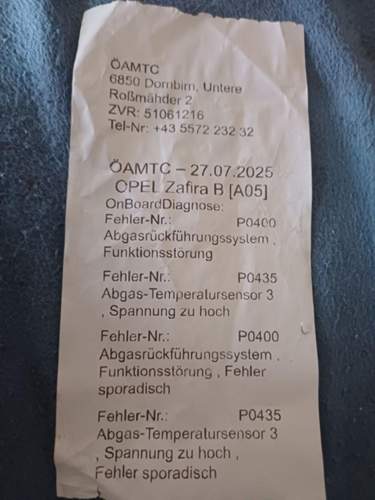 ÖAMTC
6850 Dornbirn, Untere
Roßmähder 2
ZVR: 51061216
Tel-Nr: +43 5572 232 32
ÖAMTC – 27.07.2025
OPEL Zafira B [A05]
OnBoardDiagnose:
Fehler-Nr.: P0400
Abgasrückführungssystem ,
Funktionsstörung
Fehler-Nr.: P0435
Abgas-Temperatursensor 3
, Spannung zu hoch
Fehler-Nr.: P0400
Abgasrückführungssystem ,
Funktionsstörung , Fehler
sporadisch
Fehler-Nr.: P0435
Abgas-Temperatursensor 3
, Spannung zu hoch ,
Fehler sporadisch